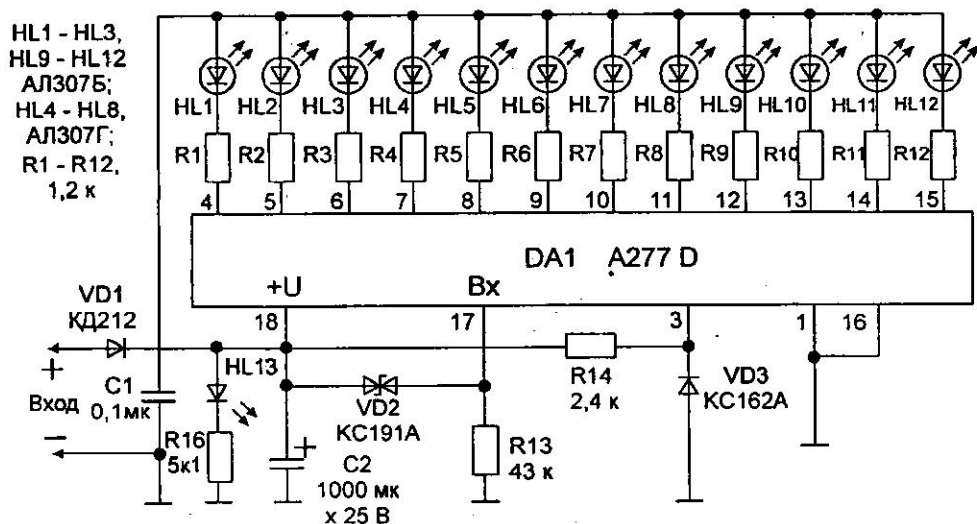 HL1 - HL3,
HL9 - HL12
АЛ307Б;
HL4 - HL8,
АЛ307Г;
R1 - R12,
1,2 к
HL1
HL2
HL3
HL4
HL5
HL6
HL7
HL8
HL9
HL10
HL11
HL12
R1
R2
R3
R4
R5
R6
R7
R8
R9
R10
R11
R12
4
5
6
7
8
9
10
11
12
13
14
15
DA1 A277 D
+U
Вх
18
17
3
1
16
VD1
КД212
+
Вход
–
C1
0,1мк
HL13
R16
5к1
+
C2
1000 мк
х 25 В
VD2
КС191А
R13
43 к
R14
2,4 к
VD3
КС162А